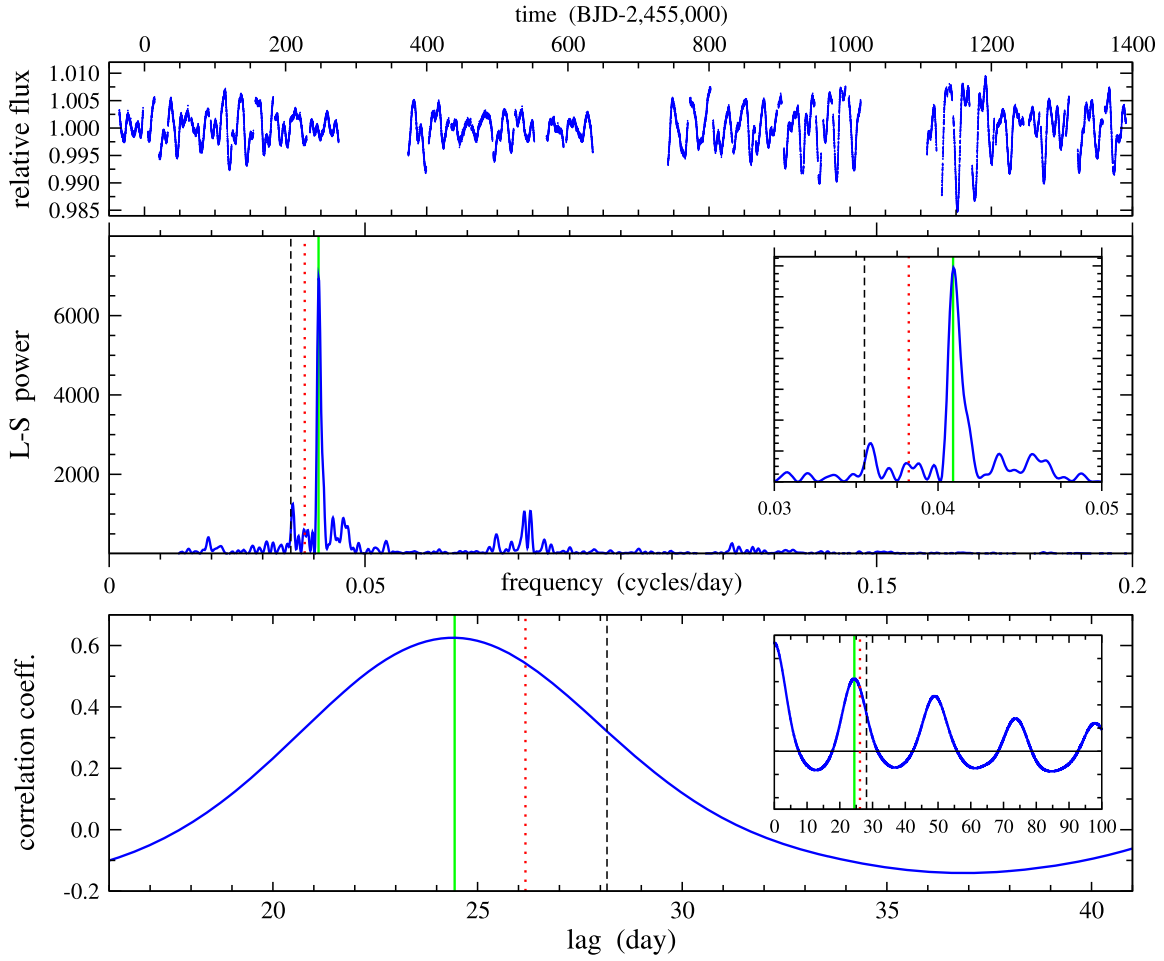 time (BJD-2,455,000)
0 200 400 600 800 1000 1200 1400
1.010
1.005
1.000
0.995
0.990
0.985
relative flux
6000
4000
2000
L-S power
0.03 0.04 0.05
0 0.05 0.15 0.2
frequency (cycles/day)
0.6
0.4
0.2
0.0
-0.2
correlation coeff.
0 10 20 30 40 50 60 70 80 90 100
20 25 30 35 40
lag (day)